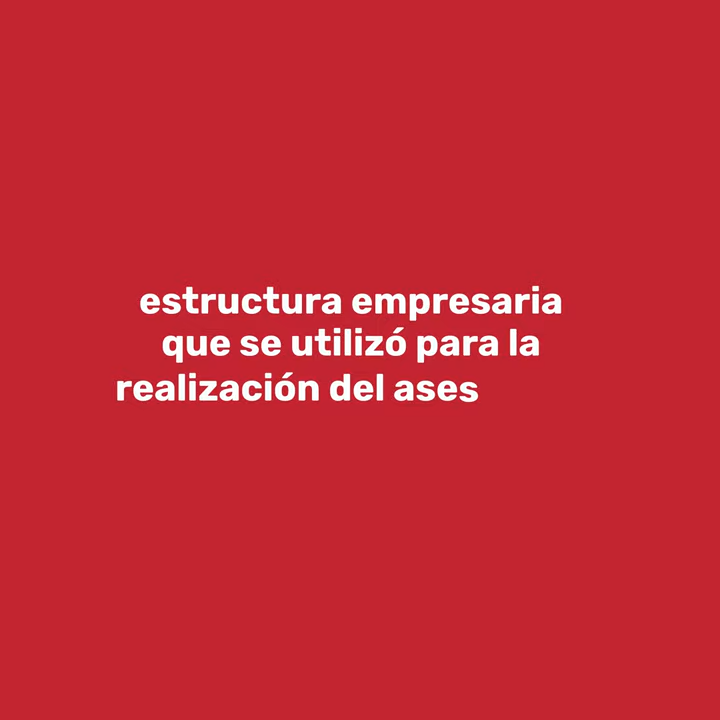 estructura empresaria
que se utilizó para la
realización del ases